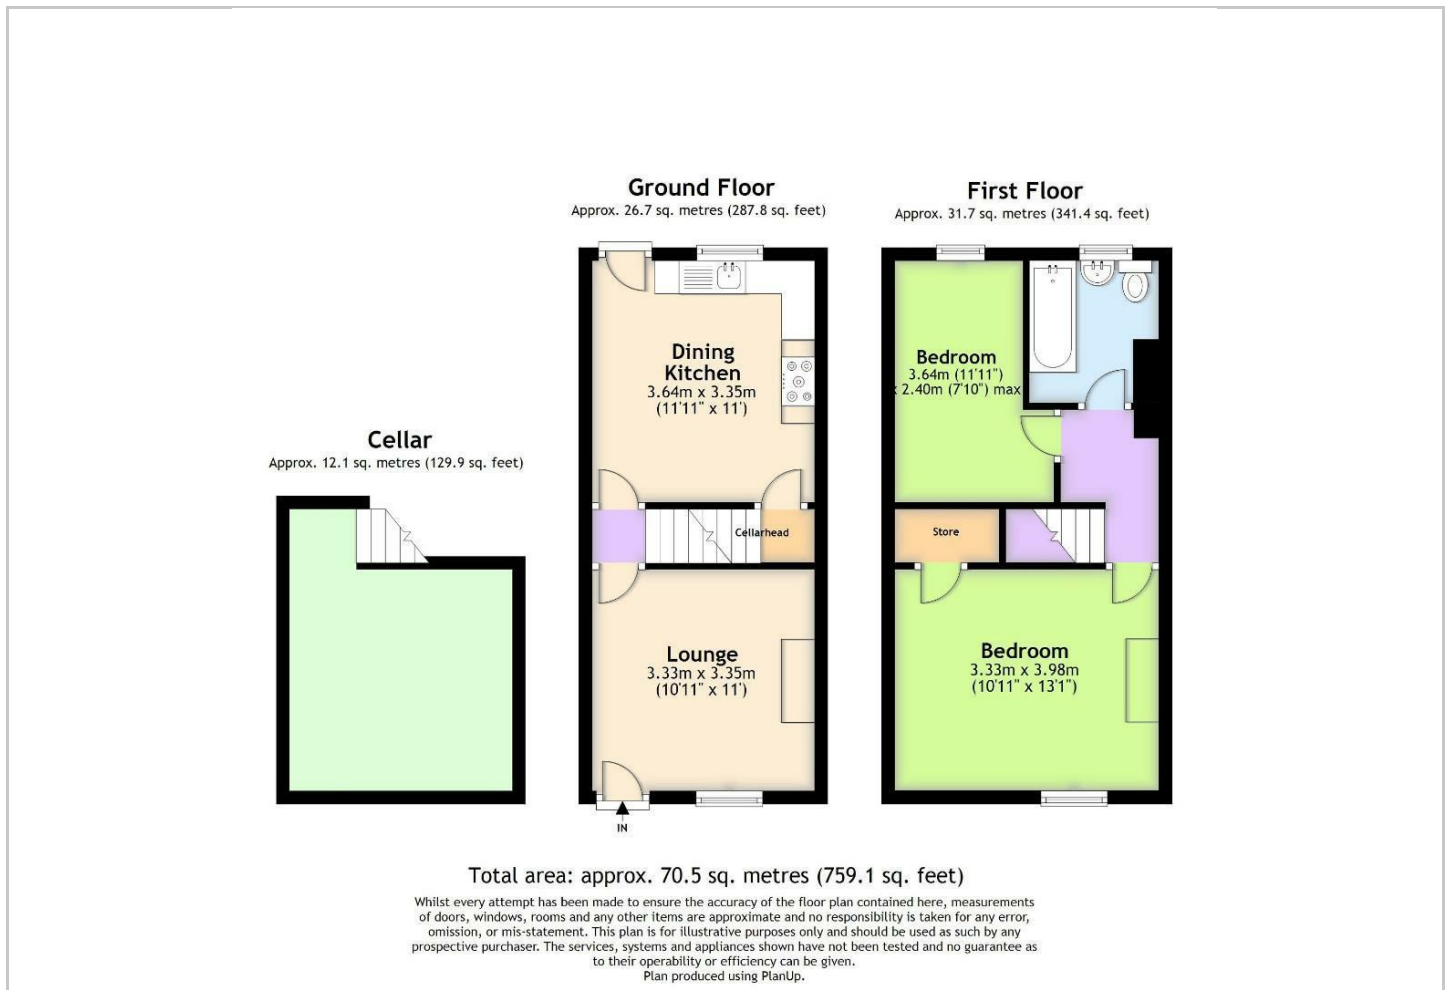 Ground Floor
Approx. 26.7 sq. metres (287.8 sq. feet)
First Floor
Approx. 31.7 sq. metres (341.4 sq. feet)
Dining
Kitchen
3.64m x 3.35m
(11'11" x 11')
Bedroom
3.64m (11'11")
x 2.40m (7'10") max
Cellar
Approx. 12.1 sq. metres (129.9 sq. feet)
Cellarhead
Store
Lounge
3.33m x 3.35m
(10'11" x 11')
Bedroom
3.33m x 3.98m
(10'11" x 13'1")
IN
Total area: approx. 70.5 sq. metres (759.1 sq. feet)
Whilst every attempt has been made to ensure the accuracy of the floor plan contained here, measurements
of doors, windows, rooms and any other items are approximate and no responsibility is taken for any error,
omission, or mis-statement. This plan is for illustrative purposes only and should be used as such by any
prospective purchaser. The services, systems and appliances shown have not been tested and no guarantee as
to their operability or efficiency can be given.
Plan produced using PlanUp.